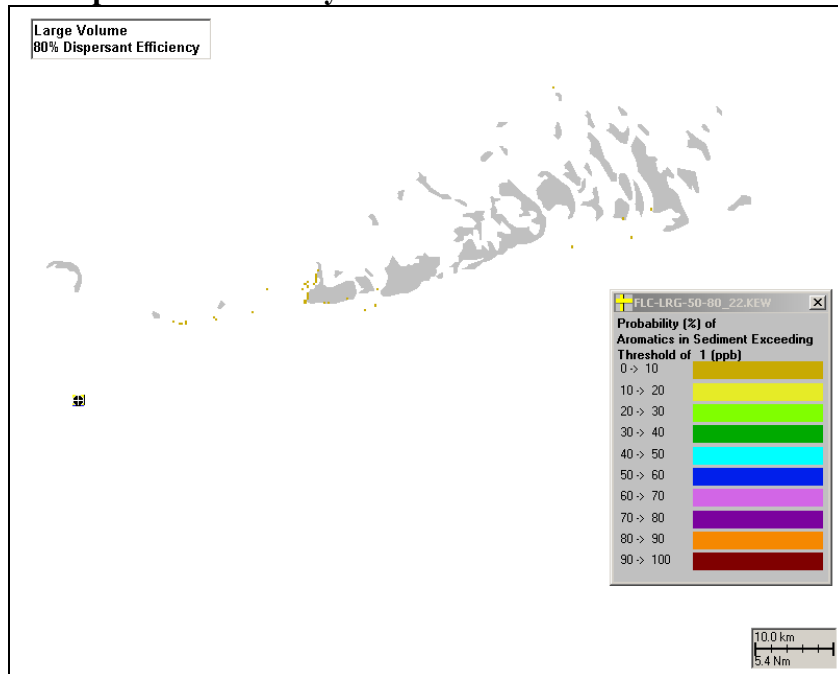 Large Volume
80% Dispersant Efficiency
FLC-LRG-50-80_22.KEW
Probability (%) of
Aromatics in Sediment Exceeding
Threshold of 1 (ppb)
0 -> 10
10 -> 20
20 -> 30
30 -> 40
40 -> 50
50 -> 60
60 -> 70
70 -> 80
80 -> 90
90 -> 100
10.0 km
5.4 Nm